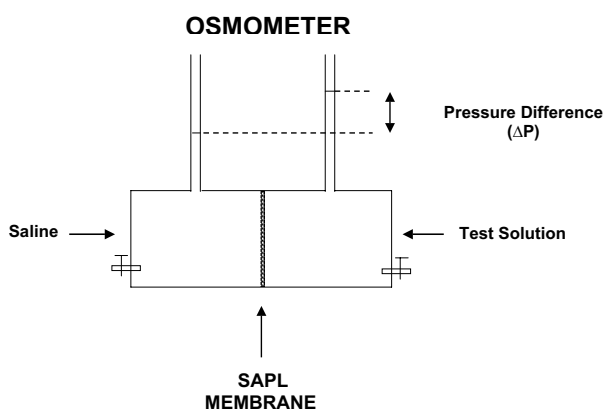 OSMOMETER
Pressure Difference
(ΔP)
Saline
Test Solution
SAPL
MEMBRANE